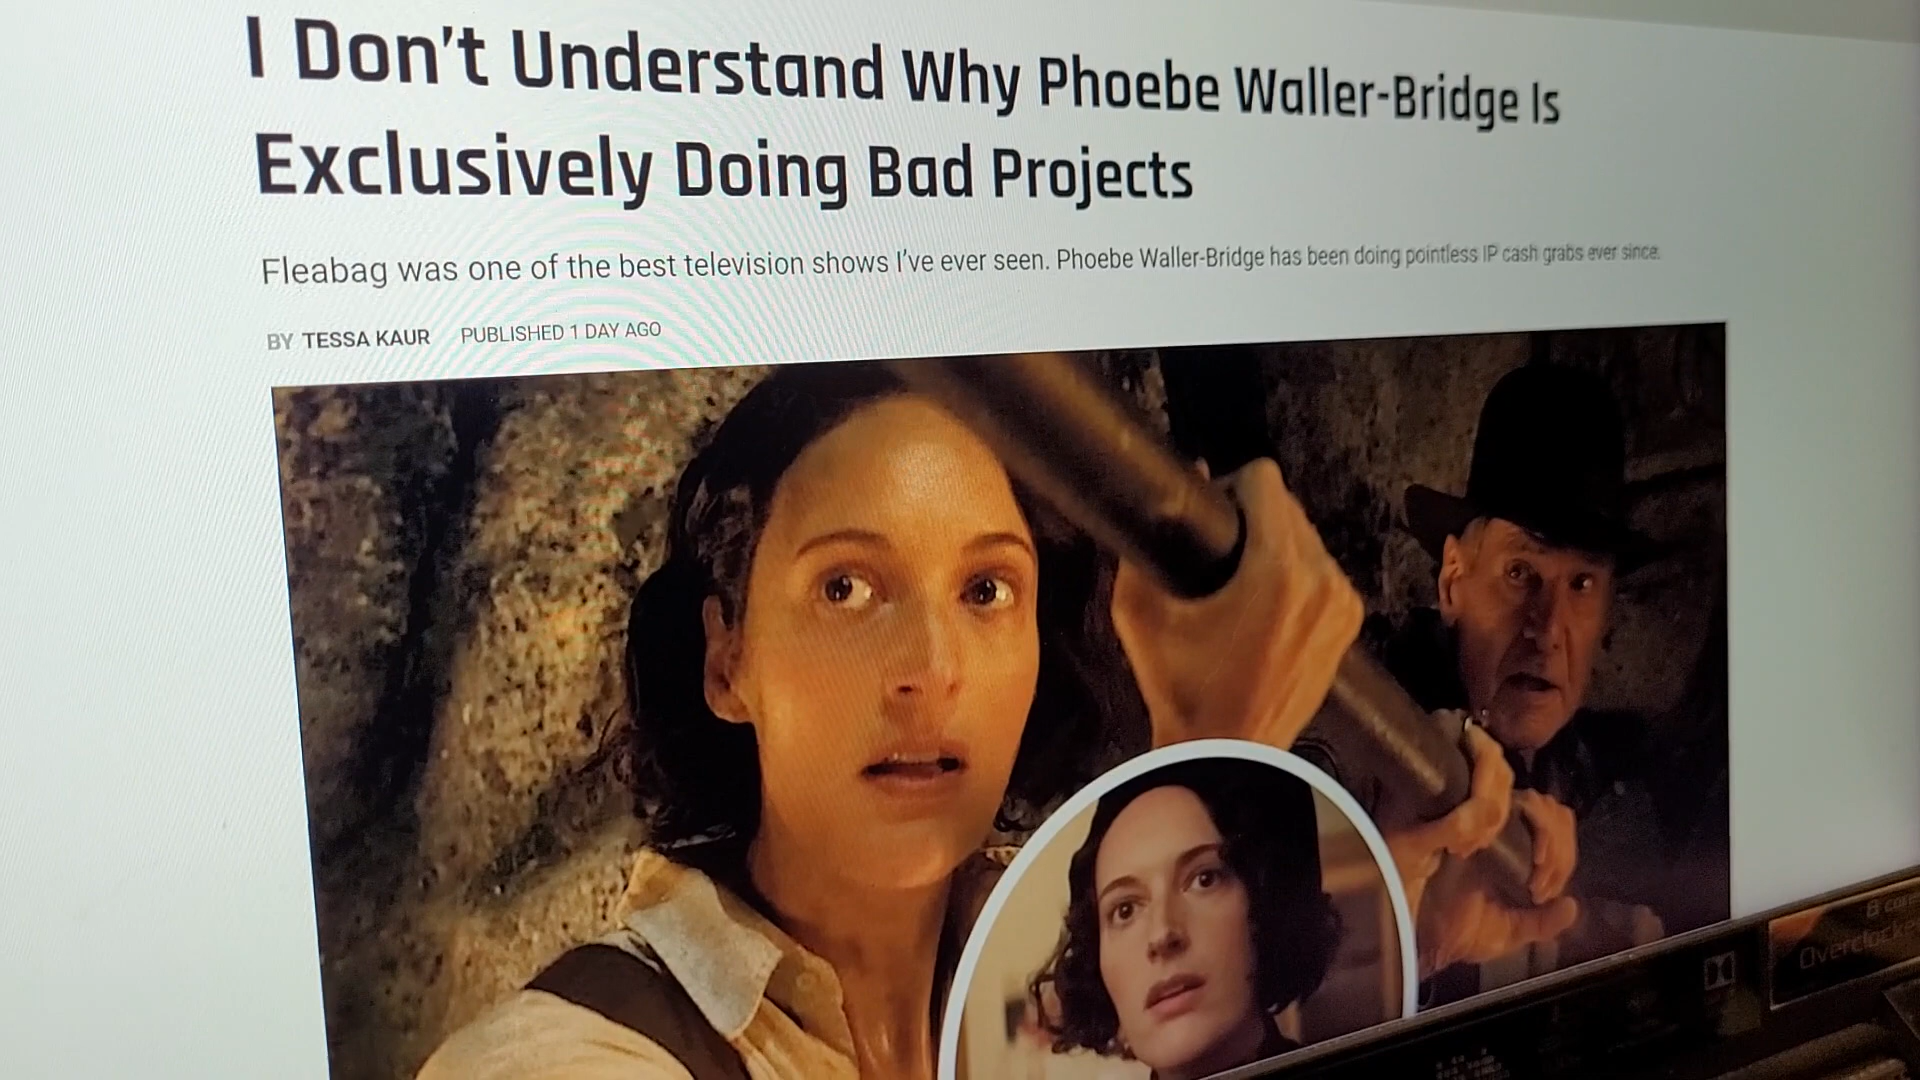 I Don't Understand Why Phoebe Waller-Bridge Is
Exclusively Doing Bad Projects
Fleabag was one of the best television shows I've ever seen. Phoebe Waller-Bridge has been doing pointless IP cash grabs ever since.
BY TESSA KAUR PUBLISHED 1 DAY AGO
8